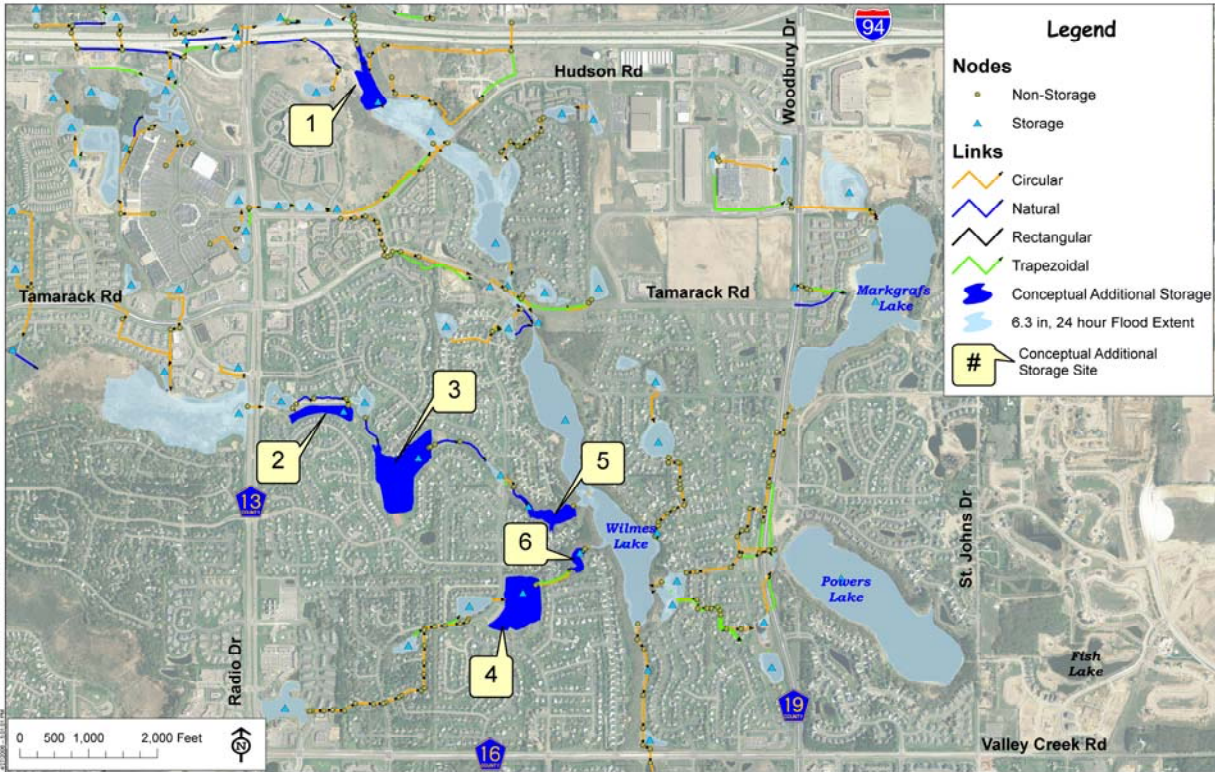 94
Woodbury Dr
Hudson Rd
1
Tamarack Rd
Tamarack Rd
Markgrafs
Lake
3
2
5
13
COUNTY
6
Wilmes
Lake
Powers
Lake
St. Johns Dr
4
Radio Dr
Fish
Lake
19
COUNTY
16
COUNTY
Valley Creek Rd
0 500 1,000 2,000 Feet
N
Legend
Nodes
Non-Storage
Storage
Links
Circular
Natural
Rectangular
Trapezoidal
Conceptual Additional Storage
6.3 in, 24 hour Flood Extent
# Conceptual Additional
Storage Site